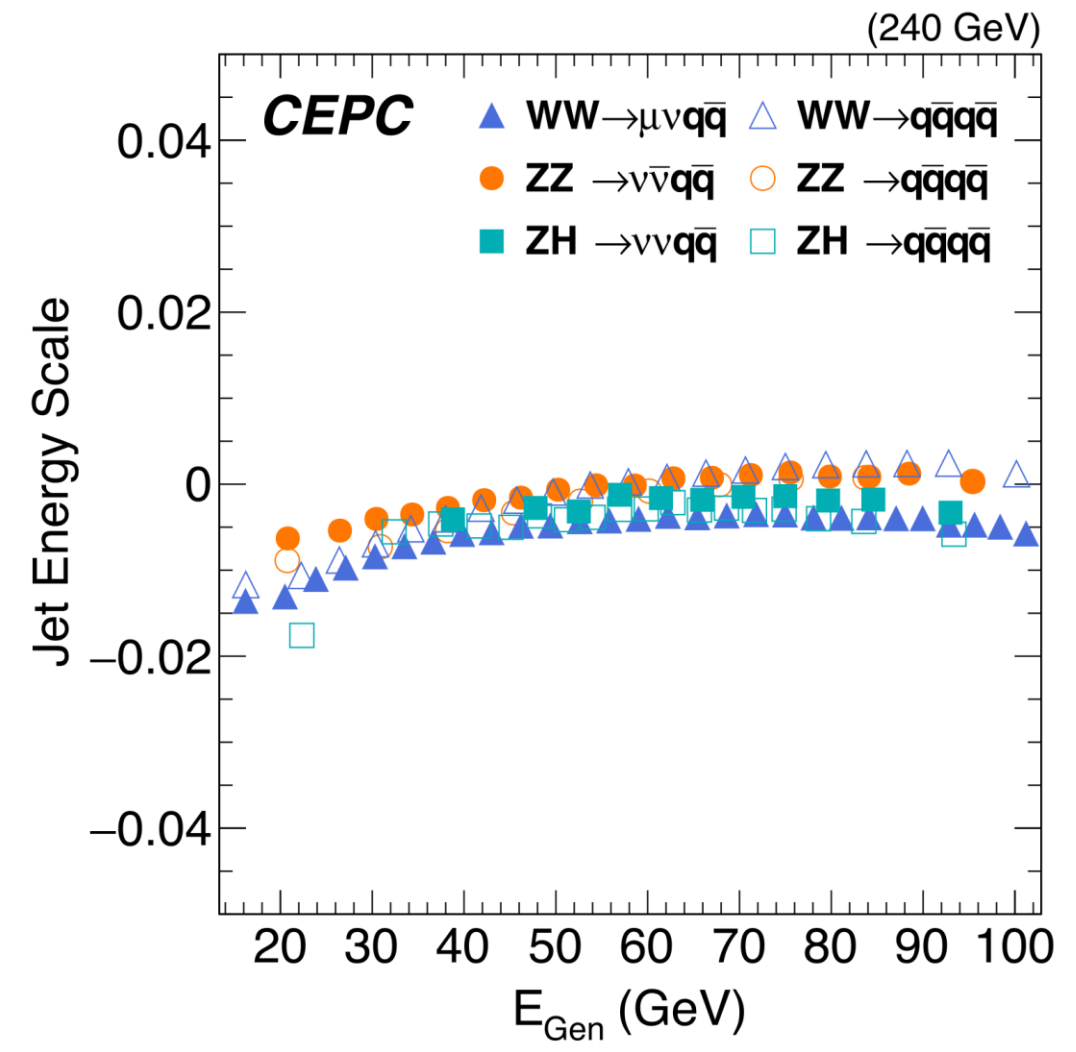 (240 GeV)
CEPC
WW→μνqq̅
WW→qq̅qq̅
ZZ →νν̅qq̅
ZZ →qq̅qq̅
ZH →ννqq̅
ZH →qq̅qq̅
Jet Energy Scale
0.04
0.02
0
−0.02
−0.04
20 30 40 50 60 70 80 90 100
E_Gen (GeV)